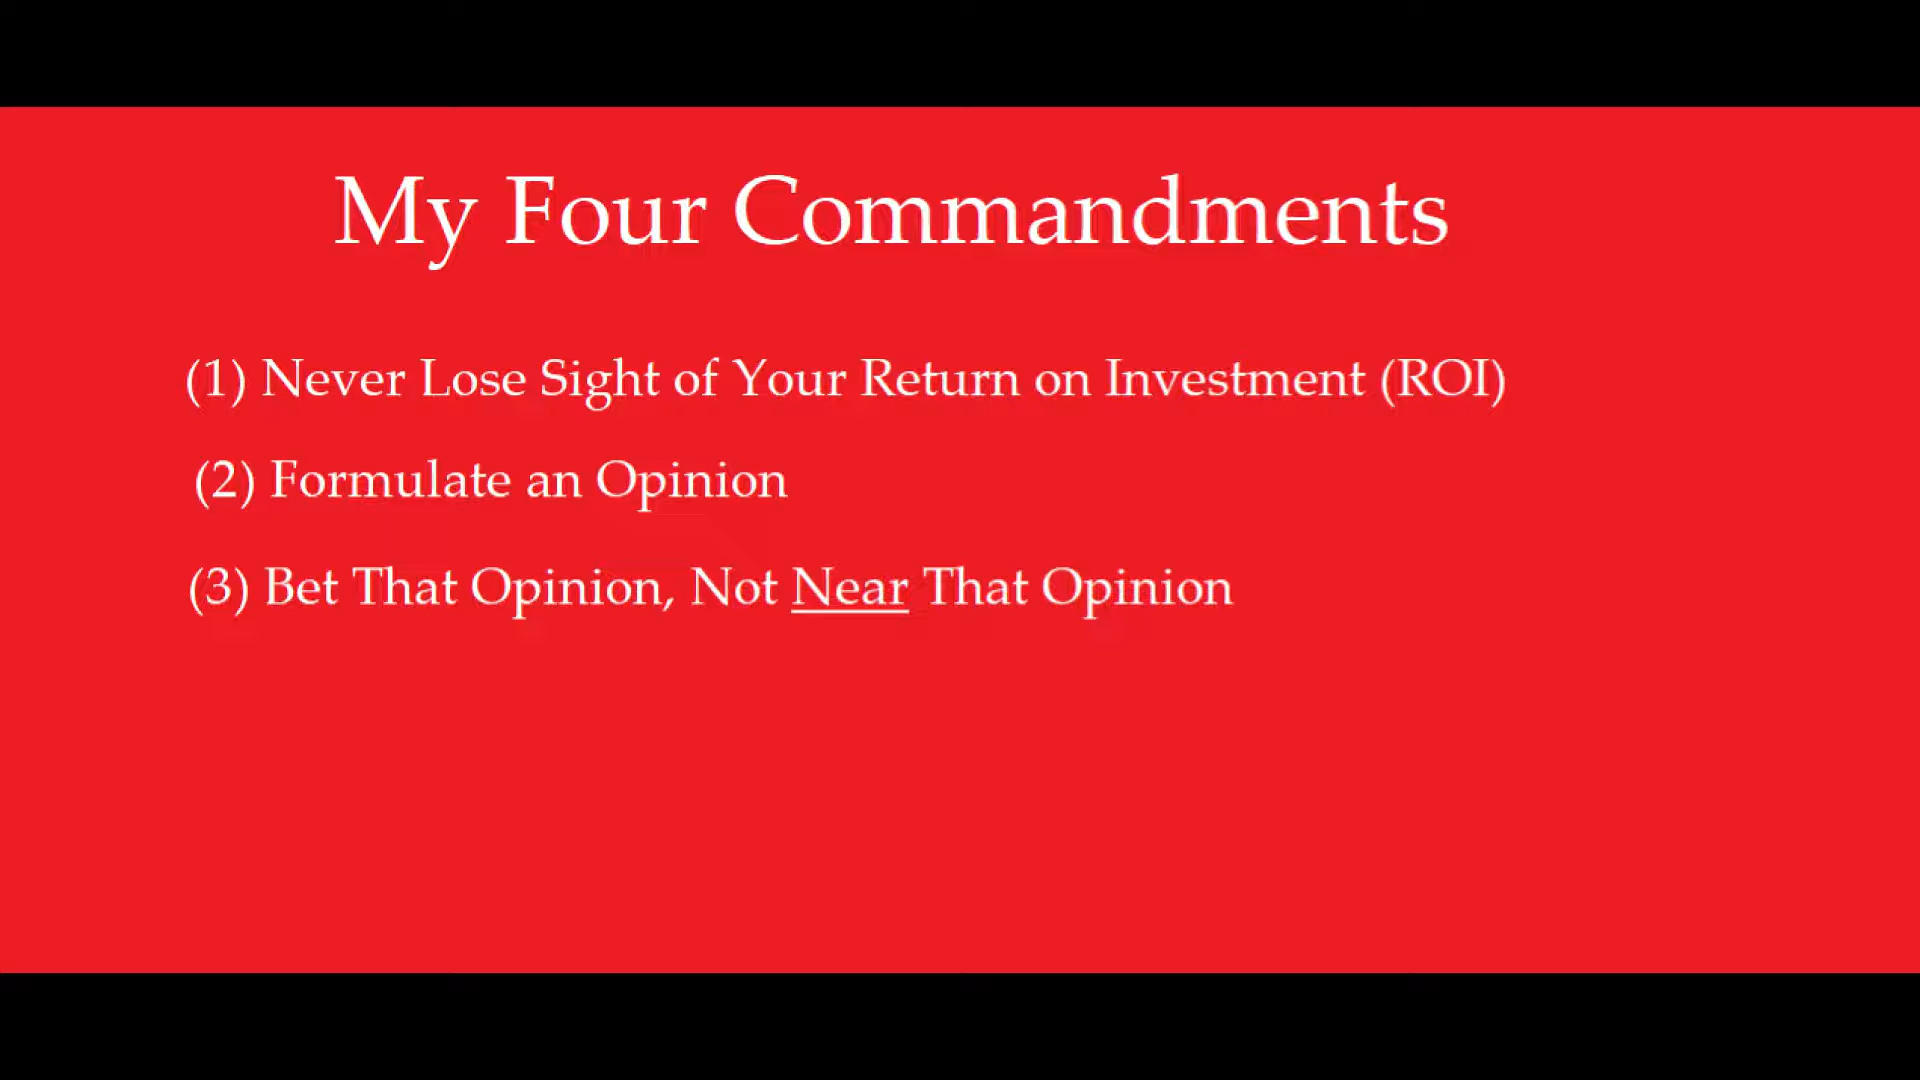 My Four Commandments
(1) Never Lose Sight of Your Return on Investment (ROI)
(2) Formulate an Opinion
(3) Bet That Opinion, Not Near That Opinion